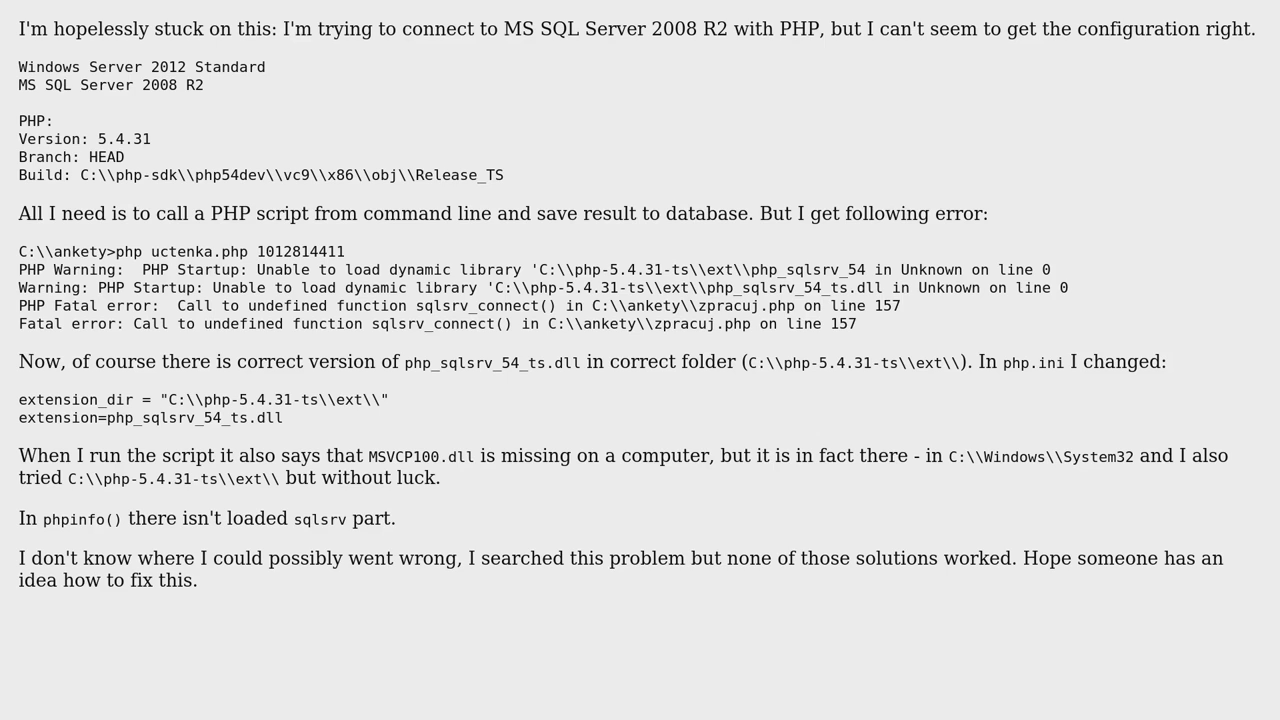 I'm hopelessly stuck on this: I'm trying to connect to MS SQL Server 2008 R2 with PHP, but I can't seem to get the configuration right.
Windows Server 2012 Standard
MS SQL Server 2008 R2
PHP:
Version: 5.4.31
Branch: HEAD
Build: C:\\php-sdk\\php54dev\\vc9\\x86\\obj\\Release_TS
All I need is to call a PHP script from command line and save result to database. But I get following error:
C:\\ankety>php uctenka.php 1012814411
PHP Warning:  PHP Startup: Unable to load dynamic library 'C:\\php-5.4.31-ts\\ext\\php_sqlsrv_54 in Unknown on line 0
Warning: PHP Startup: Unable to load dynamic library 'C:\\php-5.4.31-ts\\ext\\php_sqlsrv_54_ts.dll in Unknown on line 0
PHP Fatal error:  Call to undefined function sqlsrv_connect() in C:\\ankety\\zpracuj.php on line 157
Fatal error: Call to undefined function sqlsrv_connect() in C:\\ankety\\zpracuj.php on line 157
Now, of course there is correct version of php_sqlsrv_54_ts.dll in correct folder (C:\\php-5.4.31-ts\\ext\\). In php.ini I changed:
extension_dir = "C:\\php-5.4.31-ts\\ext\\"
extension=php_sqlsrv_54_ts.dll
When I run the script it also says that MSVCP100.dll is missing on a computer, but it is in fact there - in C:\\Windows\\System32 and I also
tried C:\\php-5.4.31-ts\\ext\\ but without luck.
In phpinfo() there isn't loaded sqlsrv part.
I don't know where I could possibly went wrong, I searched this problem but none of those solutions worked. Hope someone has an
idea how to fix this.